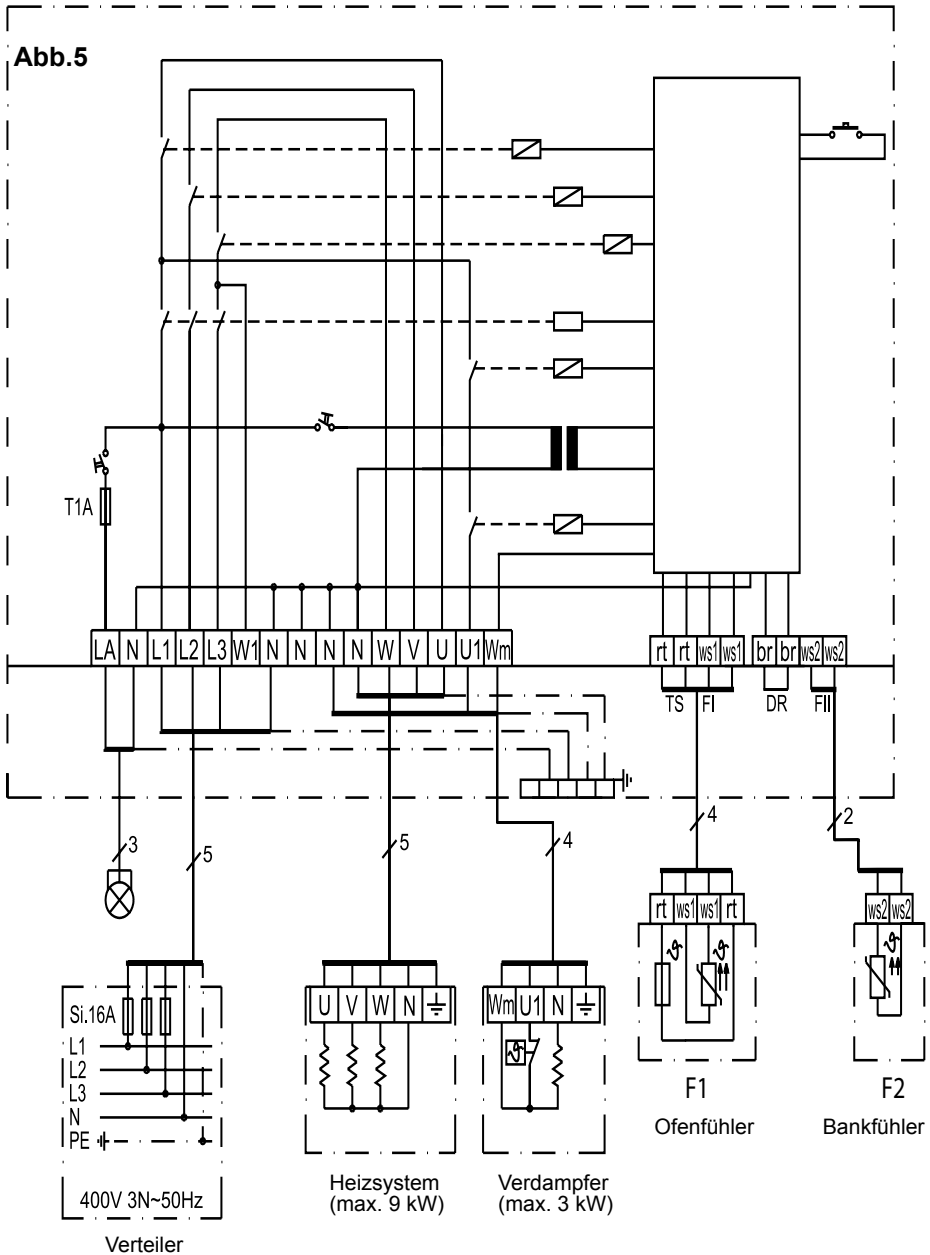 Abb.5
T1A
LA N L1 L2 L3 W1 N N N N W V U U1 Wm
rt rt ws1 ws1 br br ws2 ws2
TS FI DR FII
3 5 5 4 4 2
rt ws1 ws1 rt
ϑ
ws2 ws2
ϑ
F1
Ofenfühler
F2
Bankfühler
Si.16A
L1
L2
L3
N
PE
400V 3N~50Hz
Verteiler
U V W N
Heizsystem
(max. 9 kW)
Wm U1 N
ϑ
Verdampfer
(max. 3 kW)